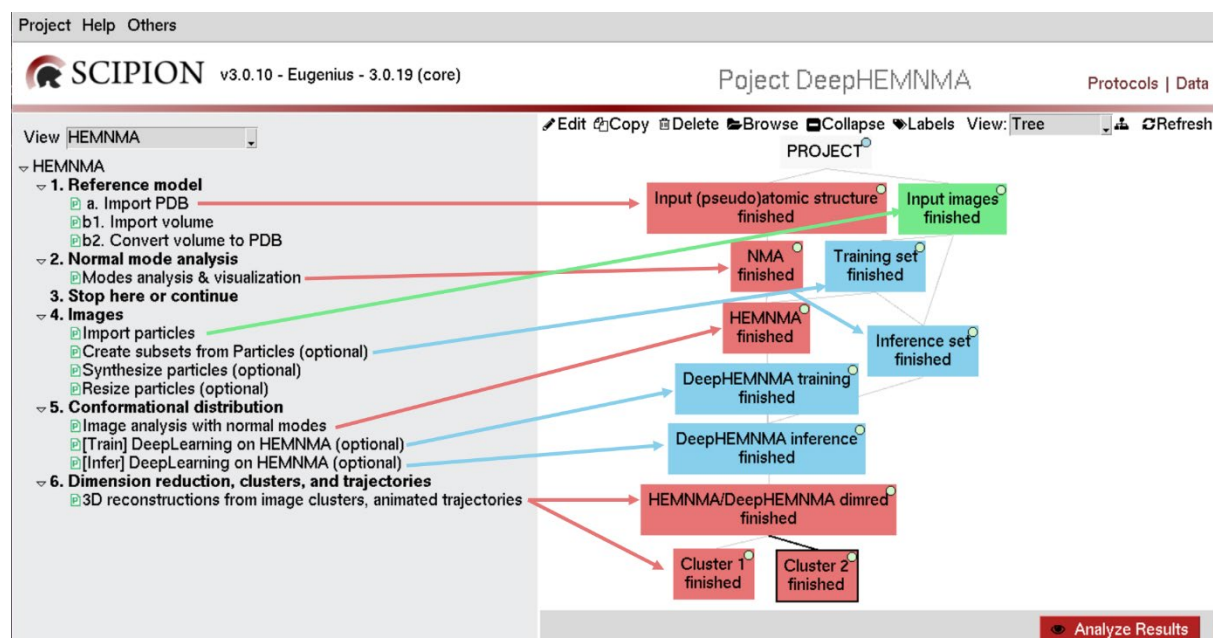 Project Help Others
SCIPION v3.0.10 - Eugenius - 3.0.19 (core)
Poject DeepHEMNMA
Protocols | Data
View HEMNMA
HEMNMA
1. Reference model
a. Import PDB
b1. Import volume
b2. Convert volume to PDB
2. Normal mode analysis
Modes analysis & visualization
3. Stop here or continue
4. Images
Import particles
Create subsets from Particles (optional)
Synthesize particles (optional)
Resize particles (optional)
5. Conformational distribution
Image analysis with normal modes
[Train] DeepLearning on HEMNMA (optional)
[Infer] DeepLearning on HEMNMA (optional)
6. Dimension reduction, clusters, and trajectories
3D reconstructions from image clusters, animated trajectories
Edit Copy Delete Browse Collapse Labels View: Tree Refresh
PROJECT
Input (pseudo)atomic structure
finished
Input images
finished
NMA
finished
Training set
finished
HEMNMA
finished
Inference set
finished
DeepHEMNMA training
finished
DeepHEMNMA inference
finished
HEMNMA/DeepHEMNMA dimred
finished
Cluster 1
finished
Cluster 2
finished
Analyze Results